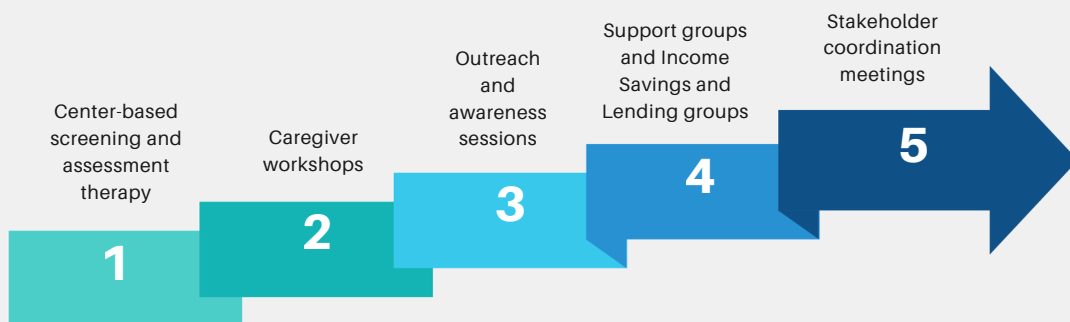 Center-based
screening and
assessment
therapy
1
Caregiver
workshops
2
Outreach
and
awareness
sessions
3
Support groups
and Income
Savings and
Lending groups
4
Stakeholder
coordination
meetings
5